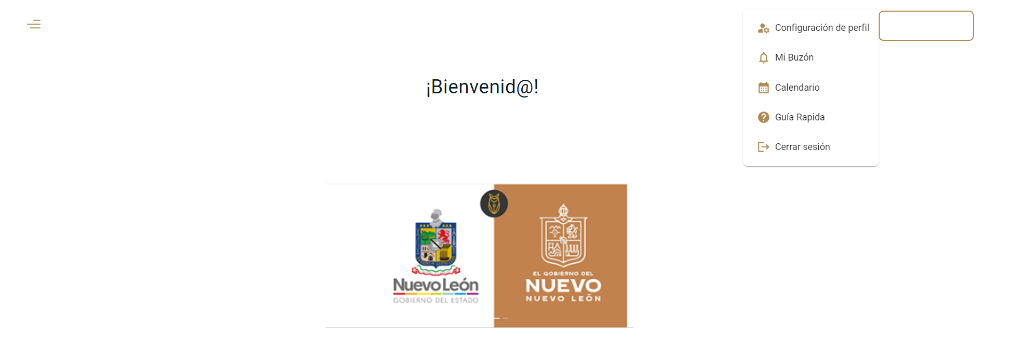 Configuración de perfil
Mi Buzón
Calendario
Guía Rapida
Cerrar sesión
¡Bienvenid@!
Nuevo León
GOBIERNO DEL ESTADO
EL GOBIERNO DEL
NUEVO
NUEVO LEÓN